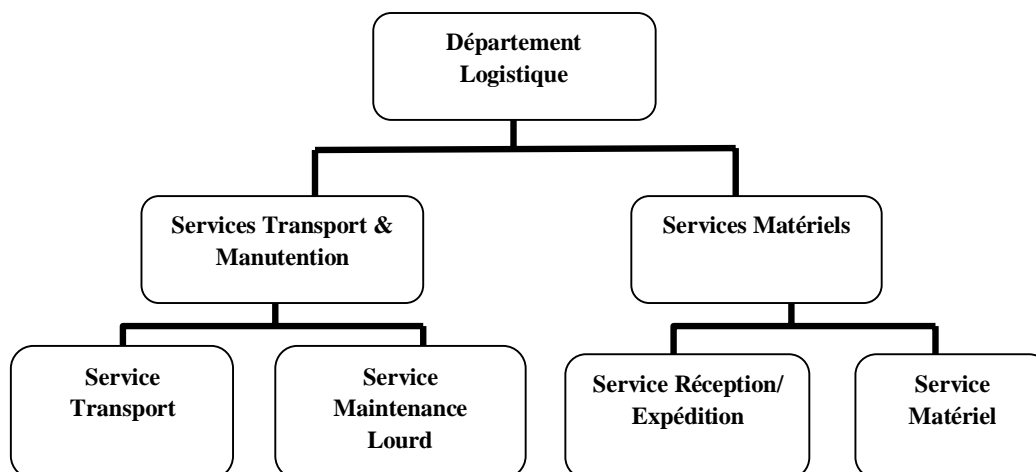 Département
Logistique
Services Transport &
Manutention
Services Matériels
Service
Transport
Service
Maintenance
Lourd
Service Réception/
Expédition
Service
Matériel